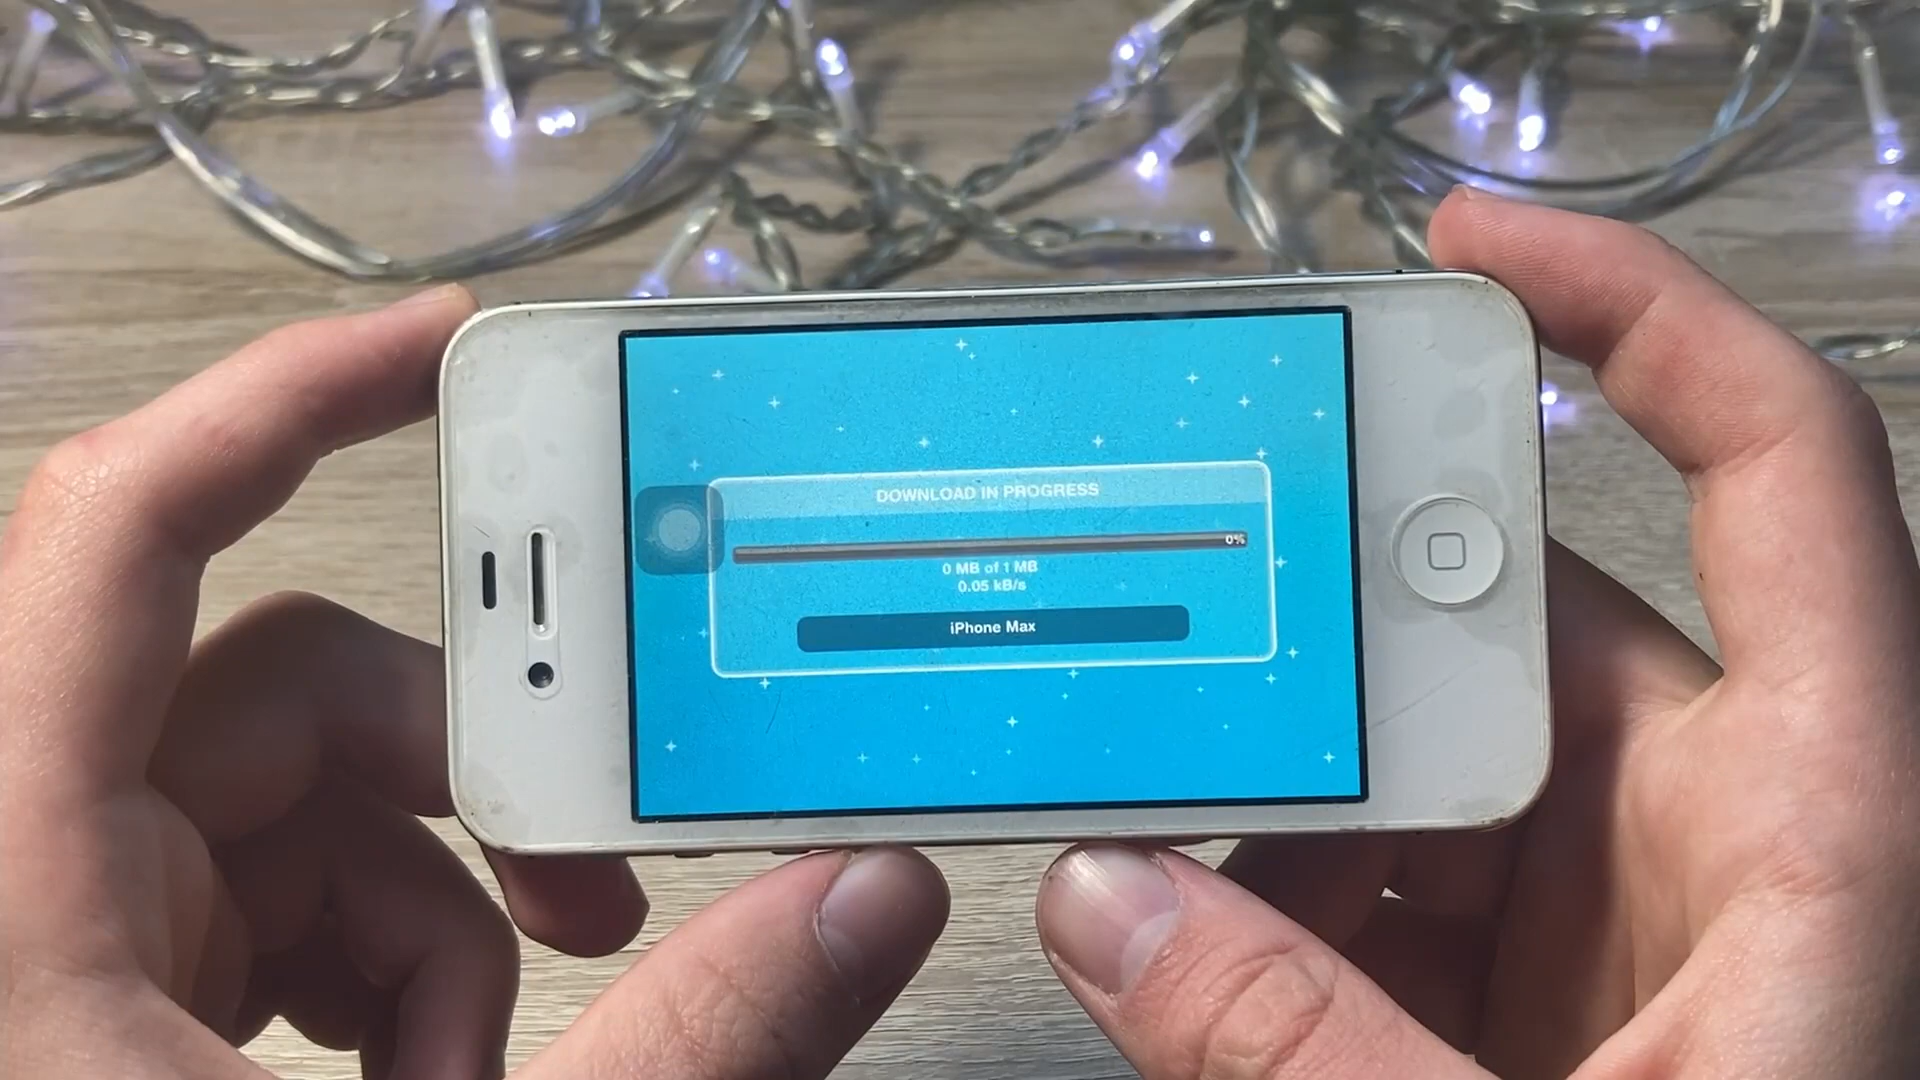 DOWNLOAD IN PROGRESS
0%
0 MB of 1 MB
0.05 kB/s
iPhone Max